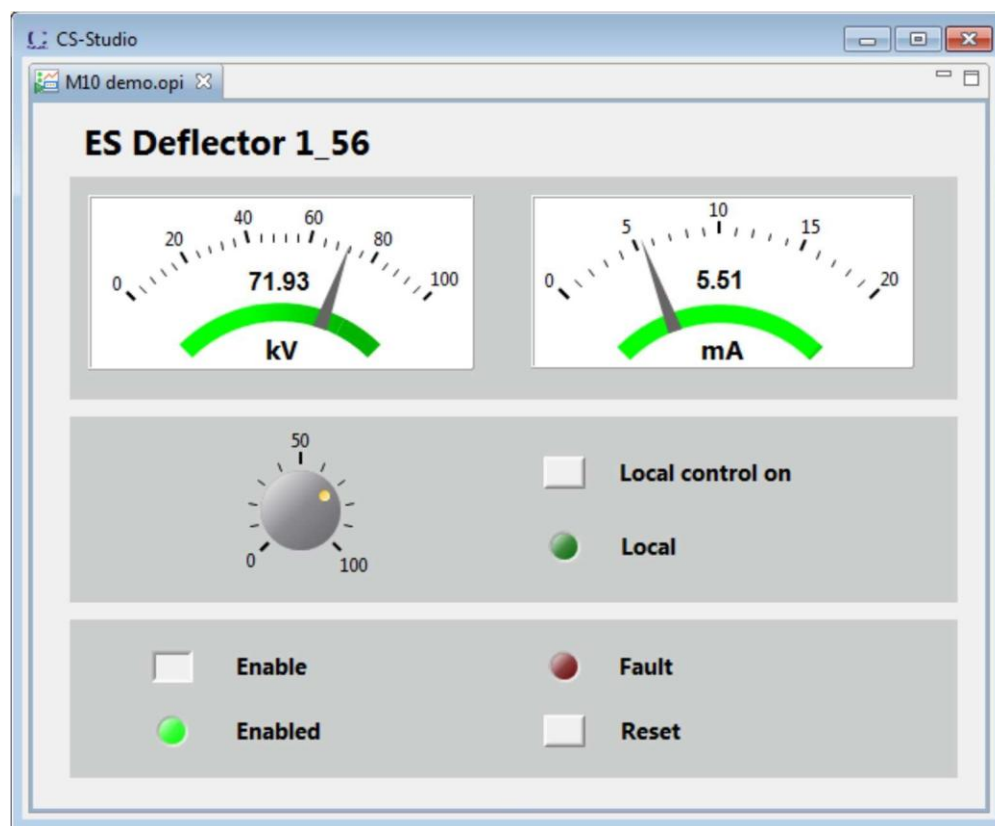 CS-Studio
M10 demo.opi
ES Deflector 1_56
0 20 40 60 80 100
71.93
kV
0 5 10 15 20
5.51
mA
50
0 100
Local control on
Local
Enable
Fault
Enabled
Reset